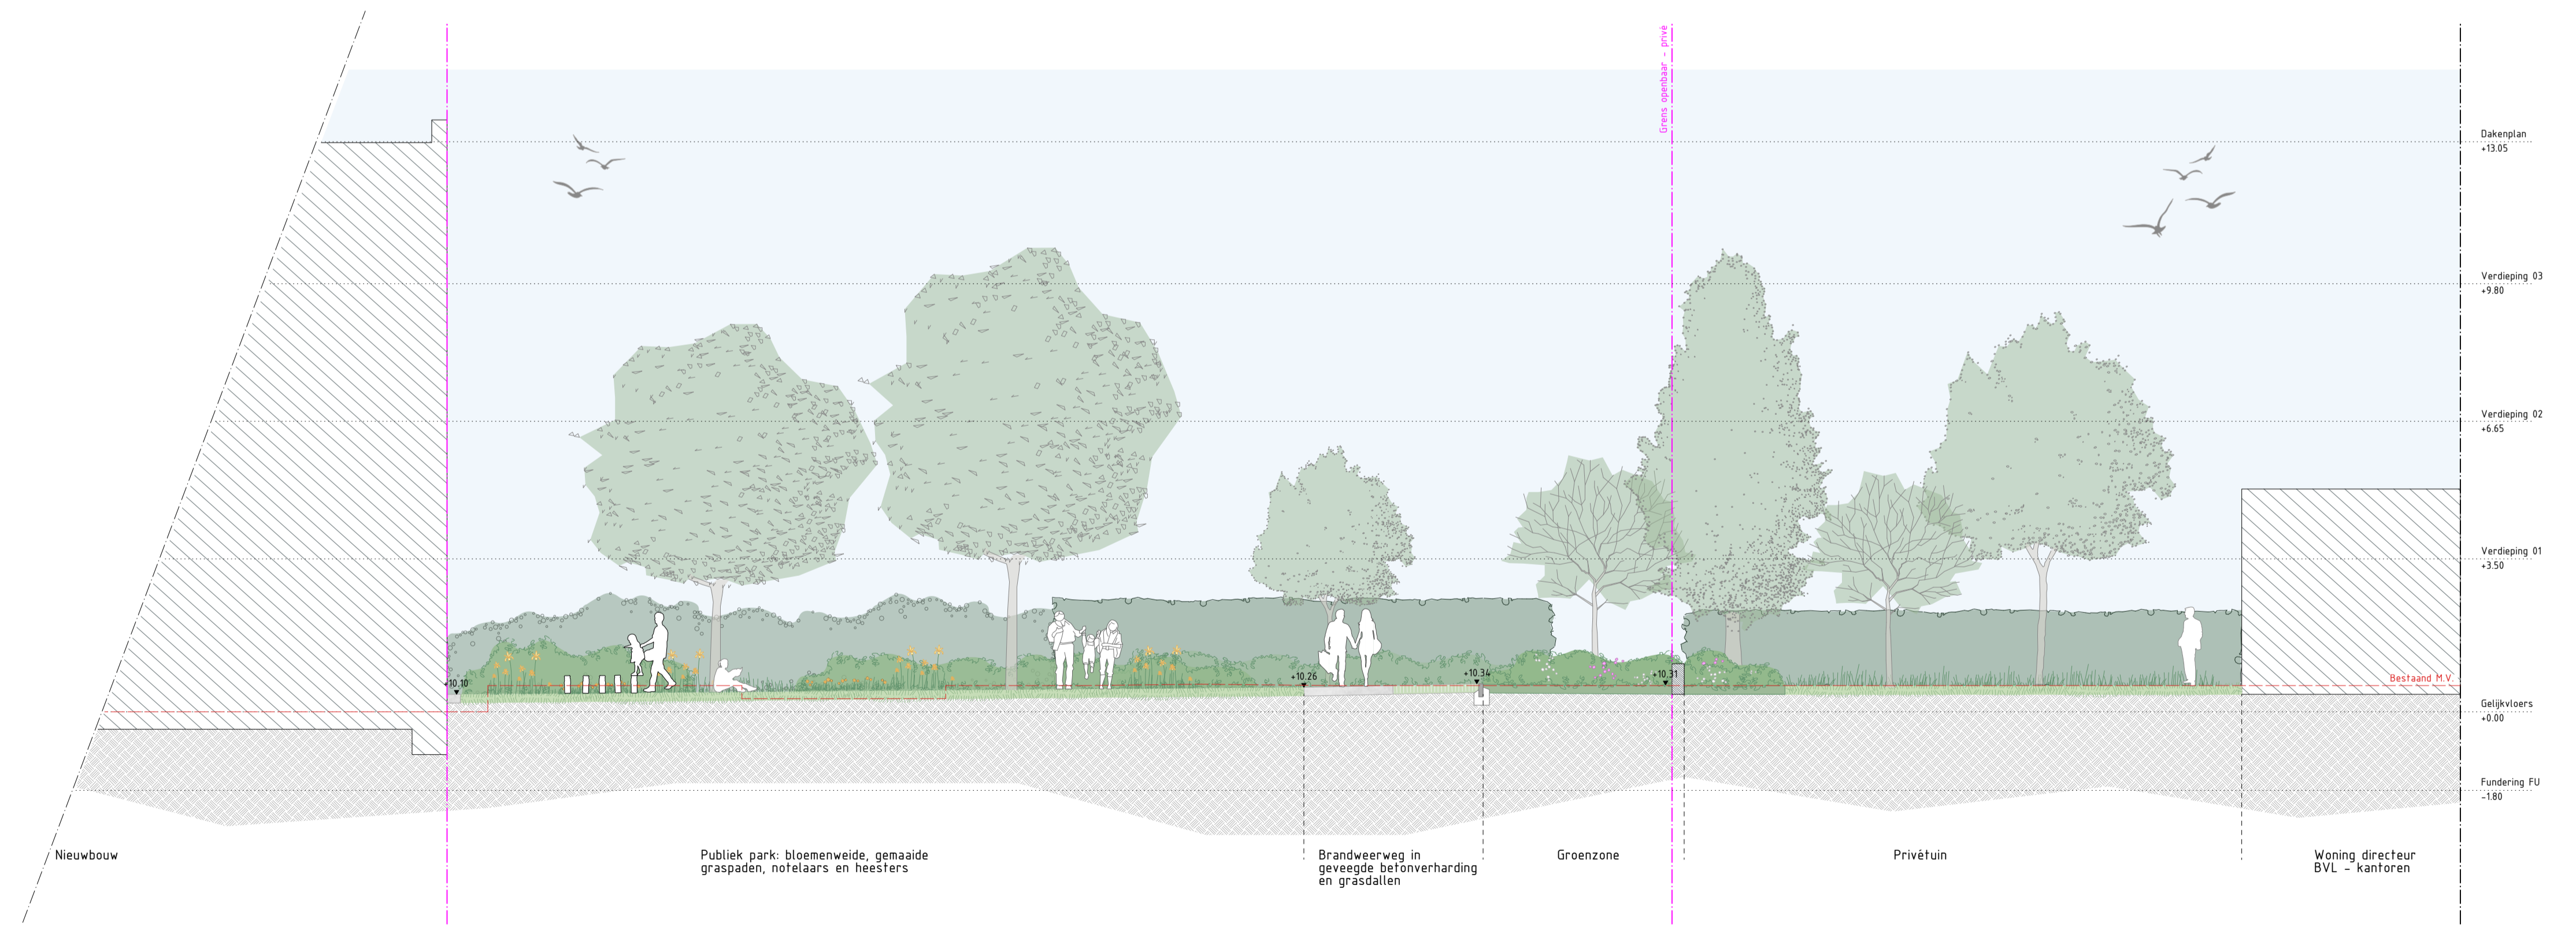 Grens openbaar - privé
Dakenplan
+13.05
Verdieping 03
+9.80
Verdieping 02
+6.65
Verdieping 01
+3.50
Bestaand M.V.
+10.10
+10.26
+10.34
+10.31
Gelijkvloers
+0.00
Fundering FU
-1.80
Nieuwbouw
Publiek park: bloemenweide, gemaaide
graspaden, notelaars en heesters
Brandweerweg in
geveegde betonverharding
en grasdallen
Groenzone
Privétuin
Woning directeur
BVL - kantoren